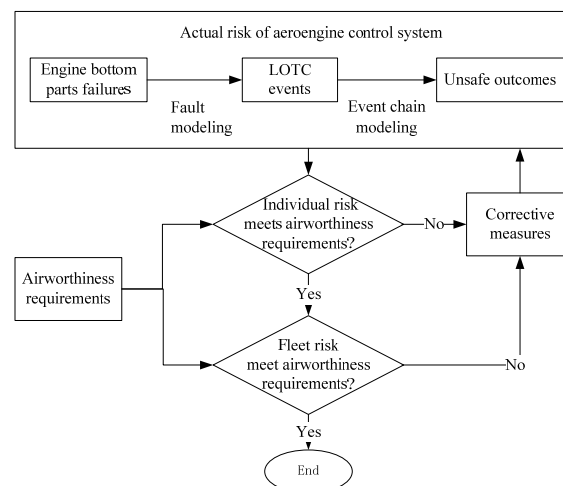 Actual risk of aeroengine control system
Engine bottom
parts failures
LOTC
events
Unsafe outcomes
Fault
modeling
Event chain
modeling
Individual risk
meets airworthiness
requirements?
No
Corrective
measures
Airworthiness
requirements
Yes
Fleet risk
meet airworthiness
requirements?
No
Yes
End